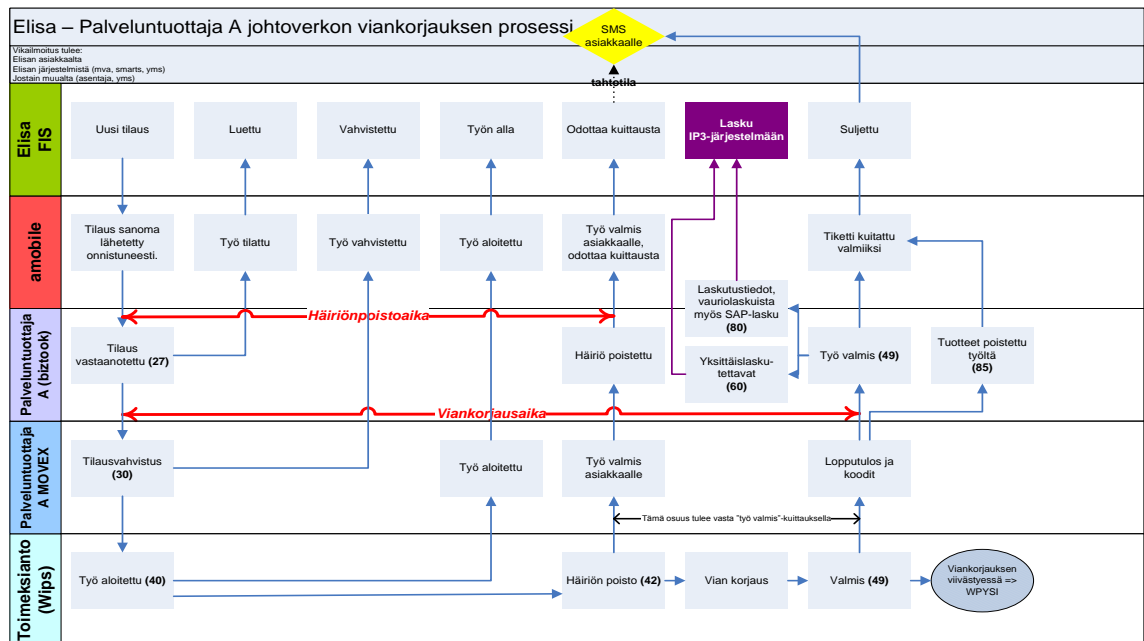 Elisa – Palveluntuottaja A johtoverkon viankorjauksen prosessi
SMS
asiakkaalle
Vikailmoitus tulee:
Elisan asiakkaalta
Elisan järjestelmistä (mva, smarts, yms)
Jostain muualta (asentaja, yms)
tahtotila
Elisa
FIS
Uusi tilaus
Luettu
Vahvistettu
Työn alla
Odottaa kuittausta
Lasku
IP3-järjestelmään
Suljettu
amobile
Tilaus sanoma
lähetetty
onnistuneesti.
Työ tilattu
Työ vahvistettu
Työ aloitettu
Työ valmis
asiakkaalle,
odottaa kuittausta
Tiketti kuitattu
valmiiksi
Laskutustiedot,
vauriolaskuista
myös SAP-lasku
(80)
Häiriönpoistoaika
Palveluntuottaja
A (biztook)
Tilaus
vastaanotettu (27)
Häiriö poistettu
Yksittäislasku-
tettavat
(60)
Työ valmis (49)
Tuotteet poistettu
työltä
(85)
Viankorjausaika
Palveluntuottaja
A MOVEX
Tilausvahvistus
(30)
Työ aloitettu
Työ valmis
asiakkaalle
Lopputulos ja
koodit
Tämä osuus tulee vasta "työ valmis"-kuittauksella
Toimeksianto
(Wips)
Työ aloitettu (40)
Häiriön poisto (42)
Vian korjaus
Valmis (49)
Viankorjauksen
viivästyessä =>
WPYSI